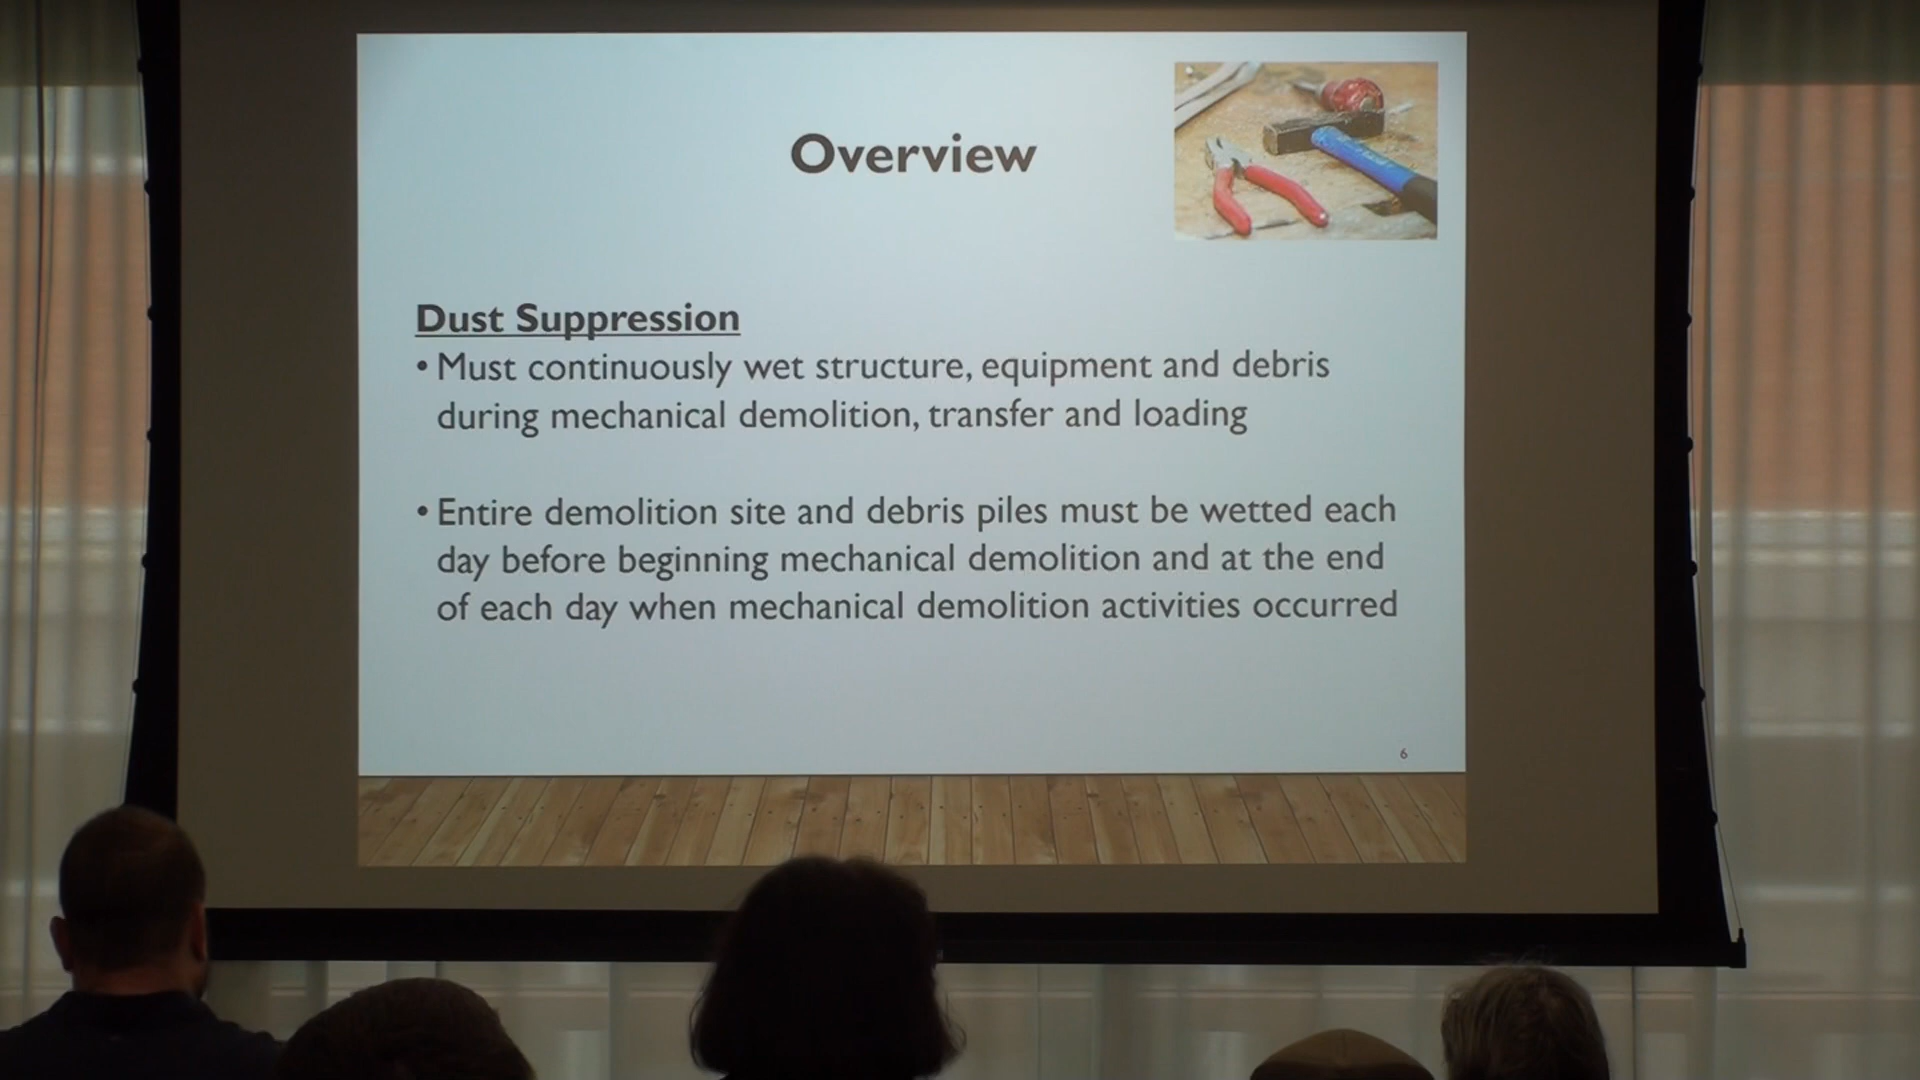 Overview
Dust Suppression
• Must continuously wet structure, equipment and debris
during mechanical demolition, transfer and loading
• Entire demolition site and debris piles must be wetted each
day before beginning mechanical demolition and at the end
of each day when mechanical demolition activities occurred
6